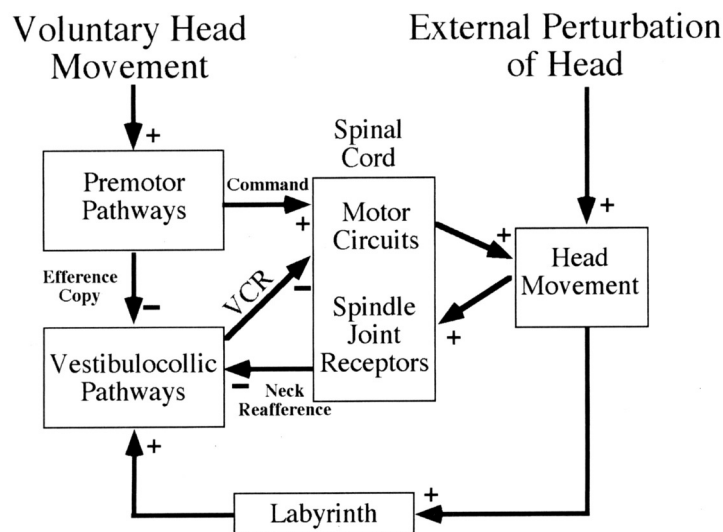 Voluntary Head
Movement
External Perturbation
of Head
+
Spinal
Cord
Premotor
Pathways
Command
+
Motor
Circuits
+
+
Head
Movement
Efference
Copy
−
VCR
−
Spindle
Joint
Receptors
+
Vestibulocollic
Pathways
−
Neck
Reafference
+
Labyrinth
+